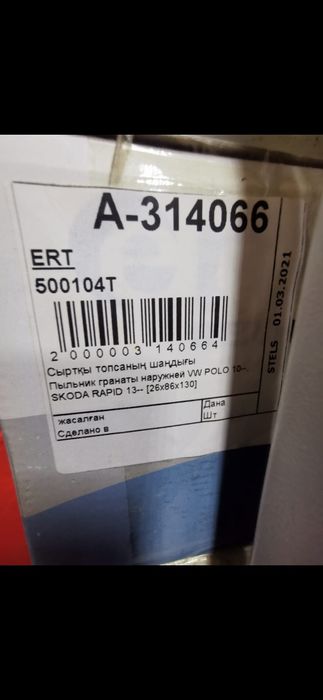 A-314066
ERT
500104T
2 000003 140664
Сыртқы топсаның шаңдығы
Пыльник гранаты наружней VW POLO 10--,
SKODA RAPID 13-- [26x86x130]
жасалған
Сделано в
Дана
Шт
STELS 01.03.2021